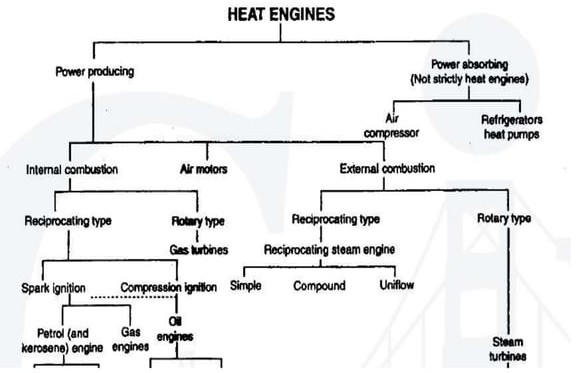 HEAT ENGINES
Power producing
Power absorbing
(Not strictly heat engines)
Air
compressor
Refrigerators
heat pumps
Internal combustion
Air motors
External combustion
Reciprocating type
Rotary type
Reciprocating type
Rotary type
Gas turbines
Reciprocating steam engine
Spark ignition
Compression ignition
Simple
Compound
Uniflow
Petrol (and
kerosene) engine
Gas
engines
Oil
engines
Steam
turbines